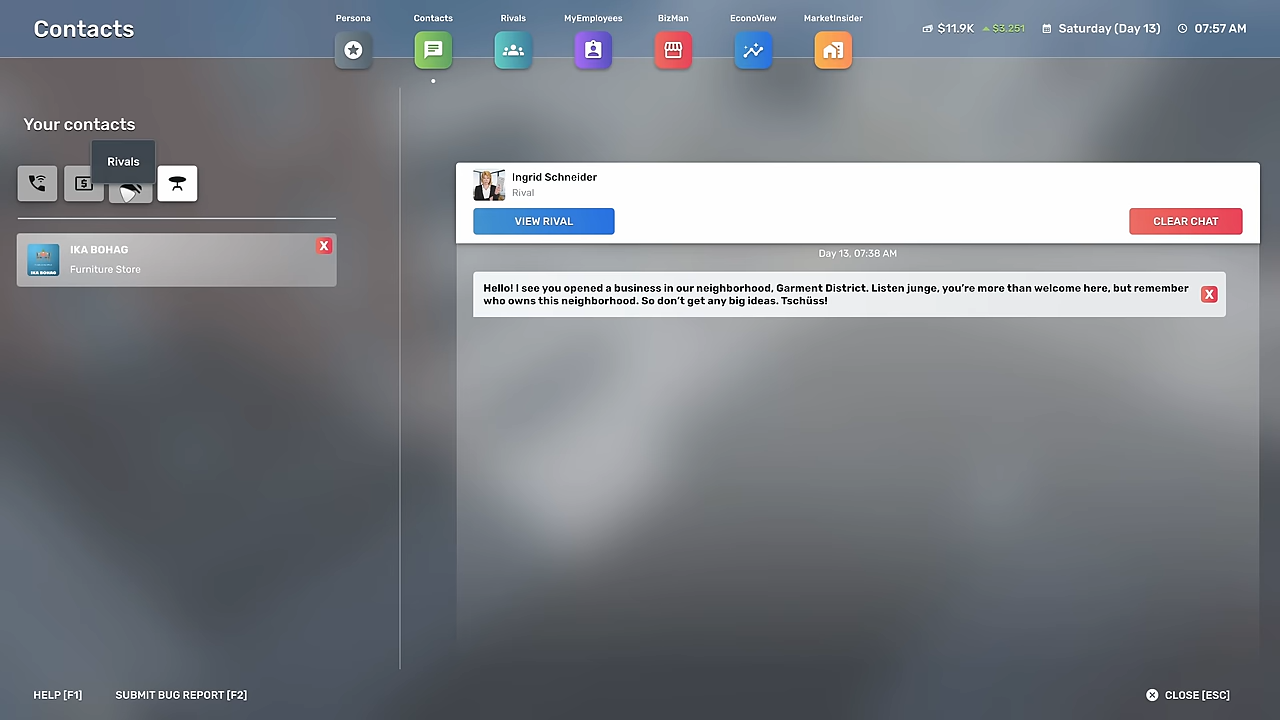 Contacts
Persona
Contacts
Rivals
MyEmployees
BizMan
EconoView
MarketInsider
$11.9K
$3,251
Saturday (Day 13)
07:57 AM
Your contacts
Rivals
IKA BOHAG
Furniture Store
X
IKA BOHAG
Ingrid Schneider
Rival
VIEW RIVAL
CLEAR CHAT
Day 13, 07:38 AM
Hello! I see you opened a business in our neighborhood, Garment District. Listen junge, you're more than welcome here, but remember
who owns this neighborhood. So don't get any big ideas. Tschüss!
X
HELP [F1]
SUBMIT BUG REPORT [F2]
CLOSE [ESC]